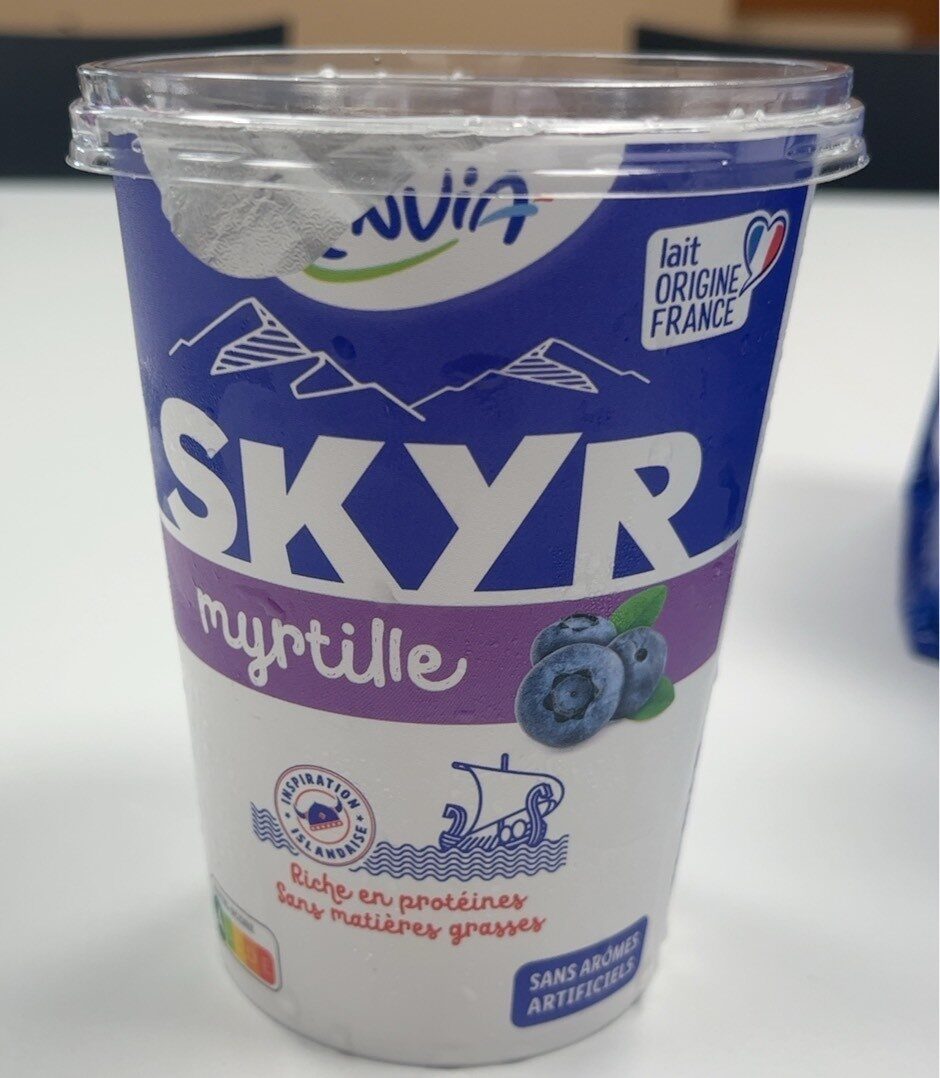 lait
ORIGINE
FRANCE
SKYR
myrtille
INSPIRATION
ISLANDAISE
Riche en protéines
Sans matières grasses
SANS ARÔMES
ARTIFICIELS